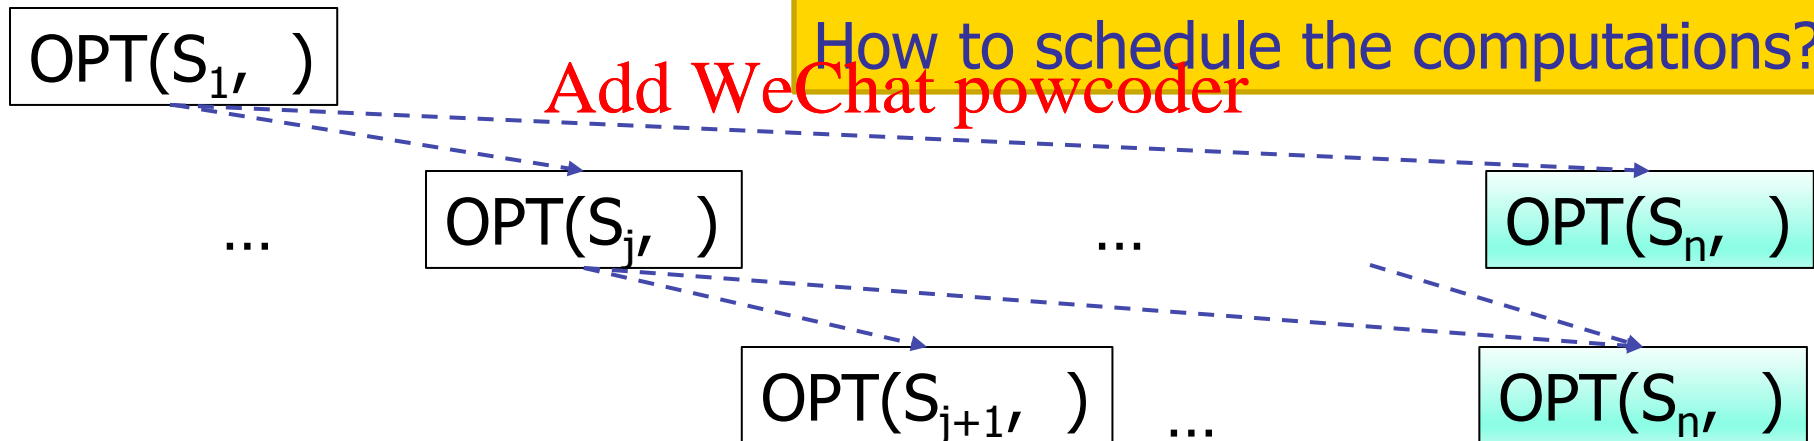 How to schedule the computations?
OPT(S₁, )
Add WeChat powcoder
... OPT(Sⱼ, ) ... OPT(Sₙ, )
OPT(Sⱼ₊₁, ) ... OPT(Sₙ, )